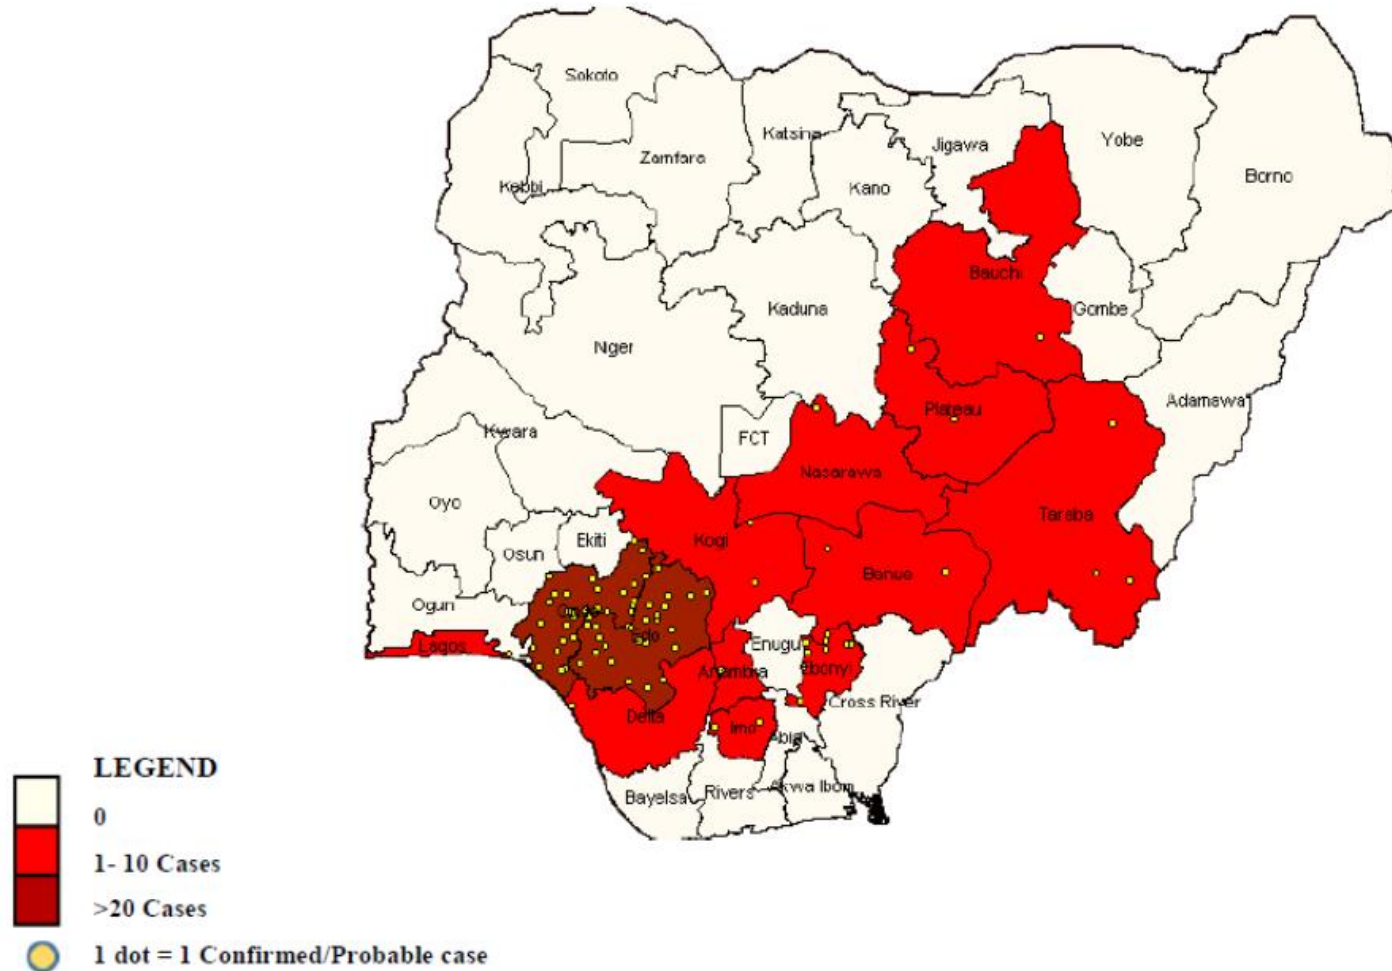 Sokoto
Katsina
Jigawa
Yobe
Zamfara
Borno
Kebbi
Kano
Bauchi
Kaduna
Gombe
Niger
Adamawa
Plateau
Kwara
FCT
Nasarawa
Oyo
Taraba
Ekiti
Kogi
Osun
Benue
Ogun
Ondo
Edo
Lagos
Enugu
Anambra
Ebonyi
Cross River
Delta
Imo
Abia
Bayelsa
Rivers
Akwa Ibom
LEGEND
0
1- 10 Cases
>20 Cases
1 dot = 1 Confirmed/Probable case